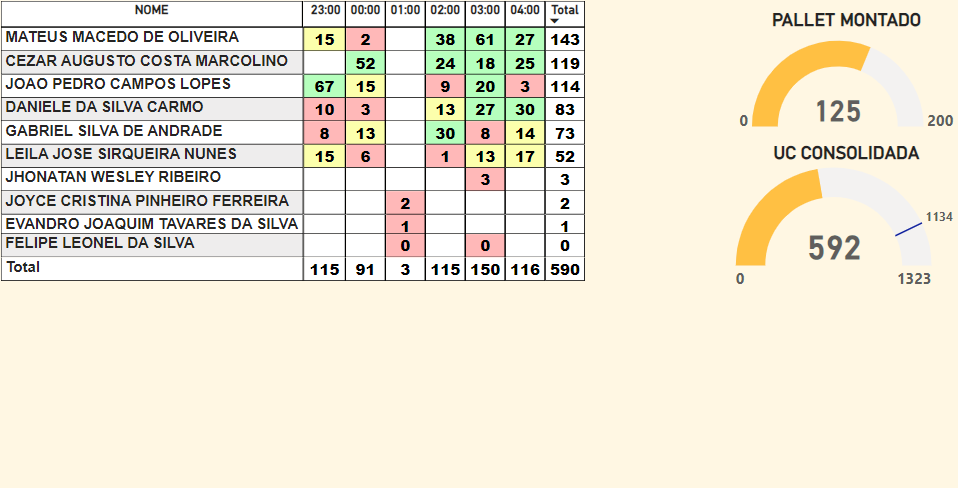 NOME 23:00 00:00 01:00 02:00 03:00 04:00 Total
MATEUS MACEDO DE OLIVEIRA 15 2 38 61 27 143
CEZAR AUGUSTO COSTA MARCOLINO 52 24 18 25 119
JOAO PEDRO CAMPOS LOPES 67 15 9 20 3 114
DANIELE DA SILVA CARMO 10 3 13 27 30 83
GABRIEL SILVA DE ANDRADE 8 13 30 8 14 73
LEILA JOSE SIRQUEIRA NUNES 15 6 1 13 17 52
JHONATAN WESLEY RIBEIRO 3 3
JOYCE CRISTINA PINHEIRO FERREIRA 2 2
EVANDRO JOAQUIM TAVARES DA SILVA 1 1
FELIPE LEONEL DA SILVA 0 0 0
Total 115 91 3 115 150 116 590
PALLET MONTADO
125
0 200
UC CONSOLIDADA
1134
592
0 1323